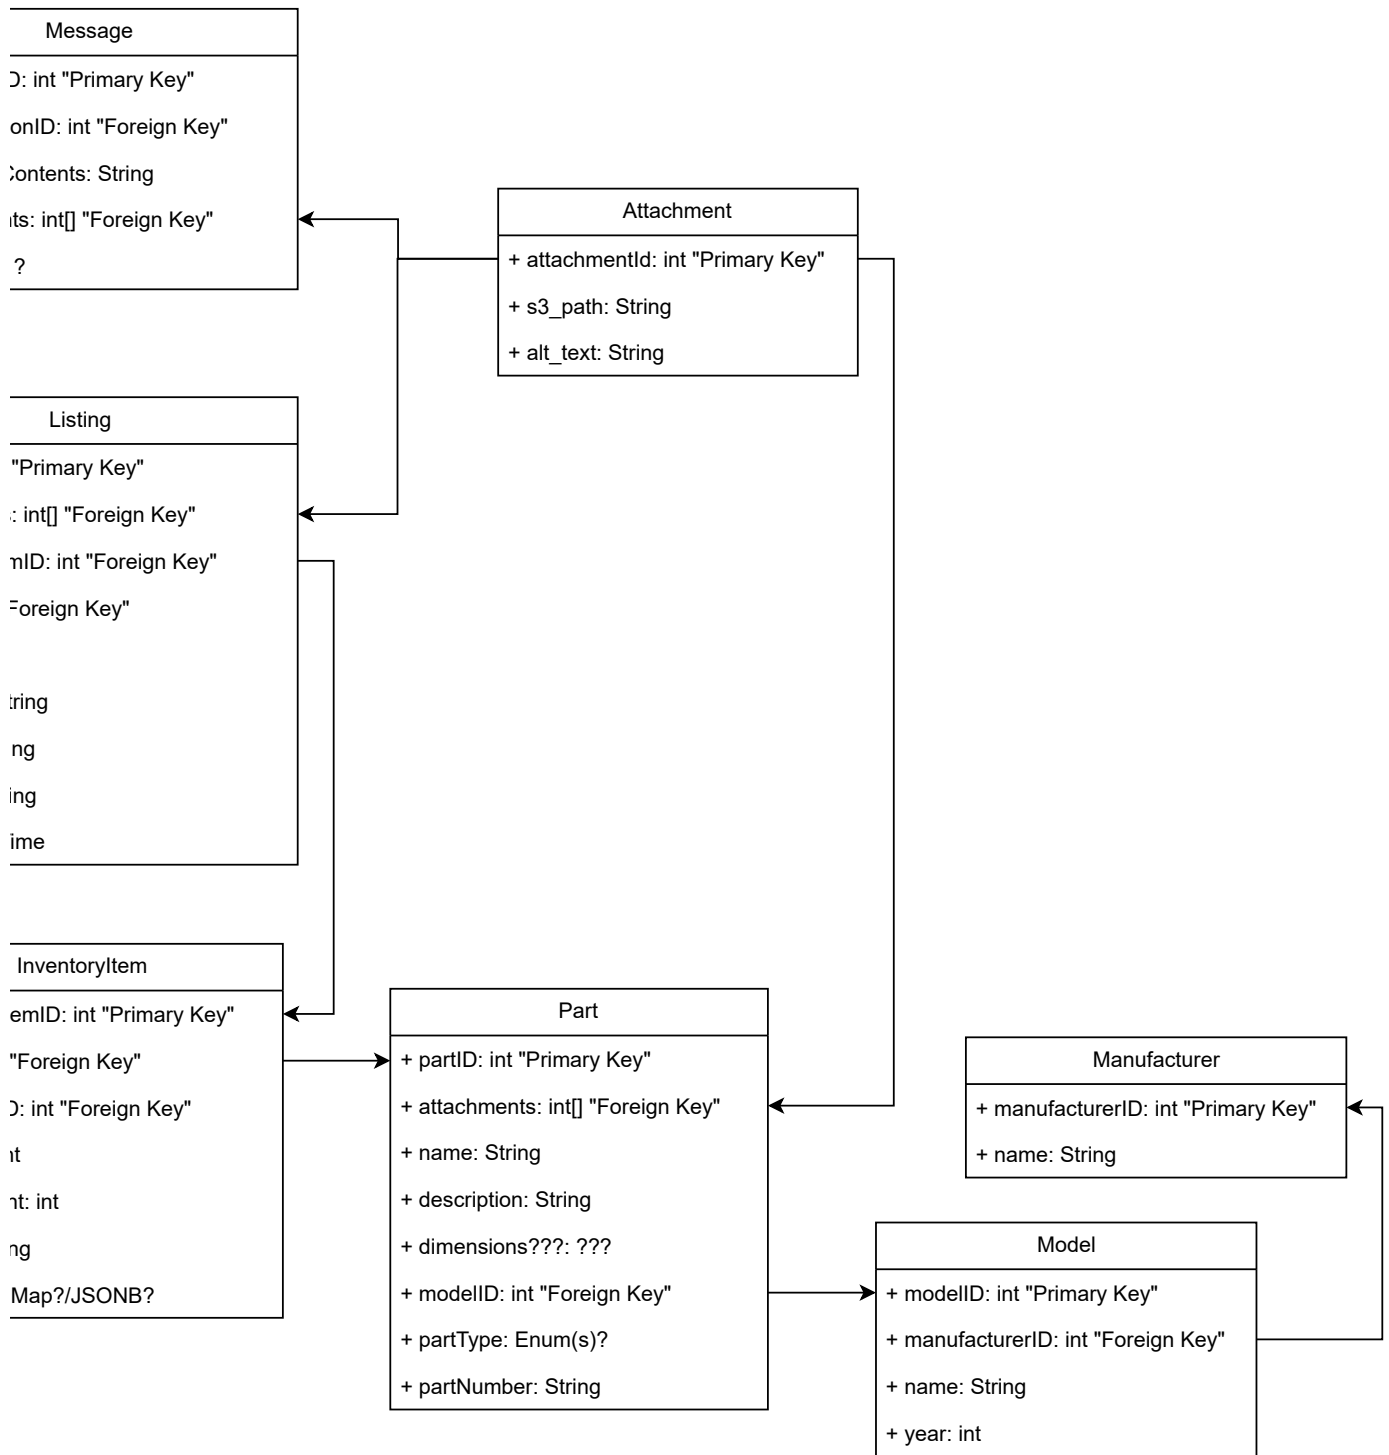 Message
D: int "Primary Key"
onID: int "Foreign Key"
Contents: String
nts: int[] "Foreign Key"
?
Attachment
+ attachmentId: int "Primary Key"
+ s3_path: String
+ alt_text: String
Listing
"Primary Key"
s: int[] "Foreign Key"
mID: int "Foreign Key"
"Foreign Key"
tring
ng
ing
ime
InventoryItem
emID: int "Primary Key"
"Foreign Key"
D: int "Foreign Key"
nt
nt: int
ng
Map?/JSONB?
Part
+ partID: int "Primary Key"
+ attachments: int[] "Foreign Key"
+ name: String
+ description: String
+ dimensions???: ???
+ modelID: int "Foreign Key"
+ partType: Enum(s)?
+ partNumber: String
Manufacturer
+ manufacturerID: int "Primary Key"
+ name: String
Model
+ modelID: int "Primary Key"
+ manufacturerID: int "Foreign Key"
+ name: String
+ year: int